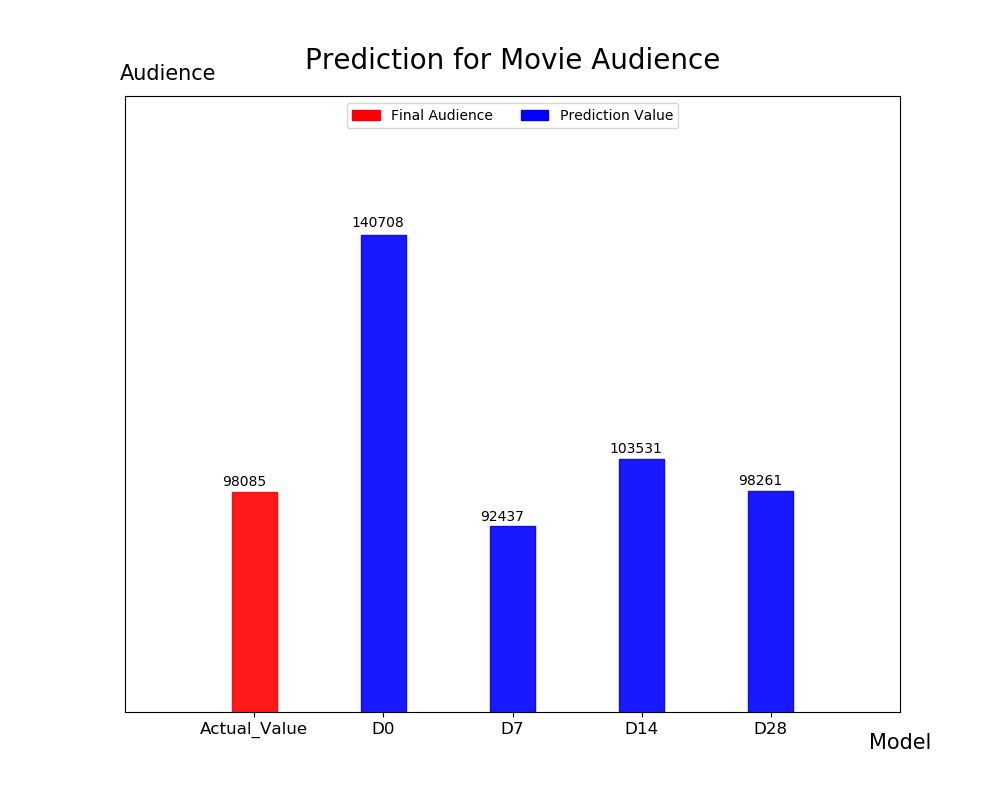 Prediction for Movie Audience
Audience
Final Audience
Prediction Value
140708
103531
98085
98261
92437
Actual_Value
D0
D7
D14
D28
Model